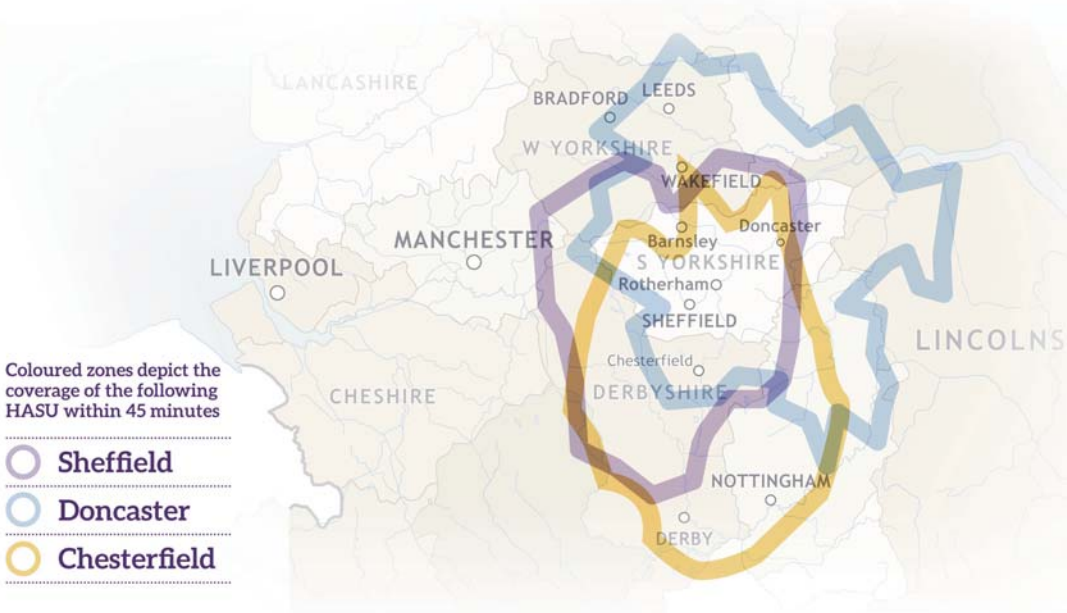 LANCASHIRE
BRADFORD
LEEDS
W YORKSHIRE
WAKEFIELD
MANCHESTER
Barnsley
Doncaster
S YORKSHIRE
LIVERPOOL
Rotherham
SHEFFIELD
LINCOLNS
Chesterfield
CHESHIRE
DERBYSHIRE
NOTTINGHAM
DERBY
Coloured zones depict the
coverage of the following
HASU within 45 minutes
Sheffield
Doncaster
Chesterfield